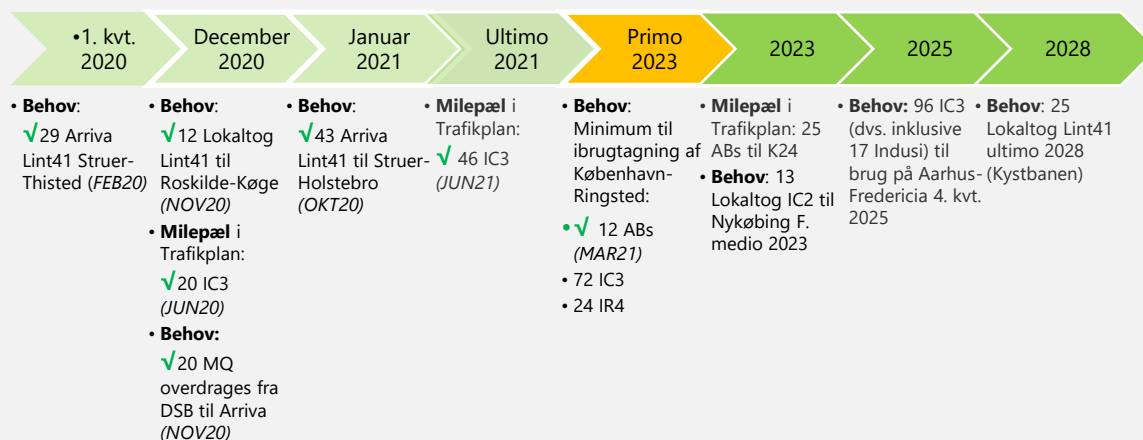 •1. kvt.
2020
December
2020
Januar
2021
Ultimo
2021
Primo
2023
2023
2025
2028
• Behov:
√29 Arriva
Lint41 Struer-
Thisted (FEB20)
• Behov:
√12 Lokaltog
Lint41 til
Roskilde-Køge
(NOV20)
• Milepæl i
Trafikplan:
√20 IC3
(JUN20)
• Behov:
√20 MQ
overdrages fra
DSB til Arriva
(NOV20)
• Behov:
√43 Arriva
Lint41 til Struer-
Holstebro
(OKT20)
• Milepæl i
Trafikplan:
√ 46 IC3
(JUN21)
• Behov:
Minimum til
ibrugtagning af
København-
Ringsted:
•√ 12 ABs
(MAR21)
• 72 IC3
• 24 IR4
• Milepæl i
Trafikplan: 25
ABs til K24
• Behov: 13
Lokaltog IC2 til
Nykøbing F.
medio 2023
• Behov: 96 IC3
(dvs. inklusive
17 Indusi) til
brug på Aarhus-
Fredericia 4. kvt.
2025
• Behov: 25
Lokaltog Lint41
ultimo 2028
(Kystbanen)